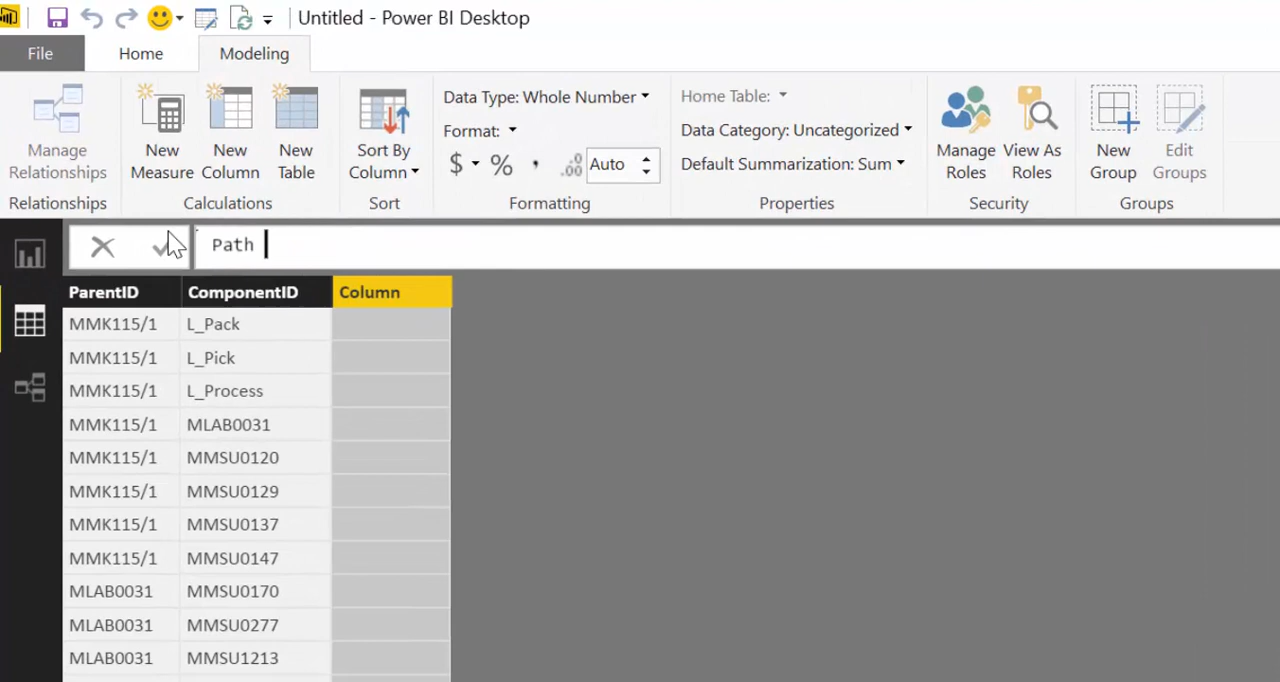 Untitled - Power BI Desktop
File Home Modeling
Manage Relationships
New Measure
New Column
New Table
Sort By Column
Data Type: Whole Number
Format:
$ % , .00 Auto
Home Table:
Data Category: Uncategorized
Default Summarization: Sum
Manage Roles
View As Roles
New Group
Edit Groups
Relationships Calculations Sort Formatting Properties Security Groups
Path
ParentID ComponentID Column
MMK115/1 L_Pack
MMK115/1 L_Pick
MMK115/1 L_Process
MMK115/1 MLAB0031
MMK115/1 MMSU0120
MMK115/1 MMSU0129
MMK115/1 MMSU0137
MMK115/1 MMSU0147
MLAB0031 MMSU0170
MLAB0031 MMSU0277
MLAB0031 MMSU1213